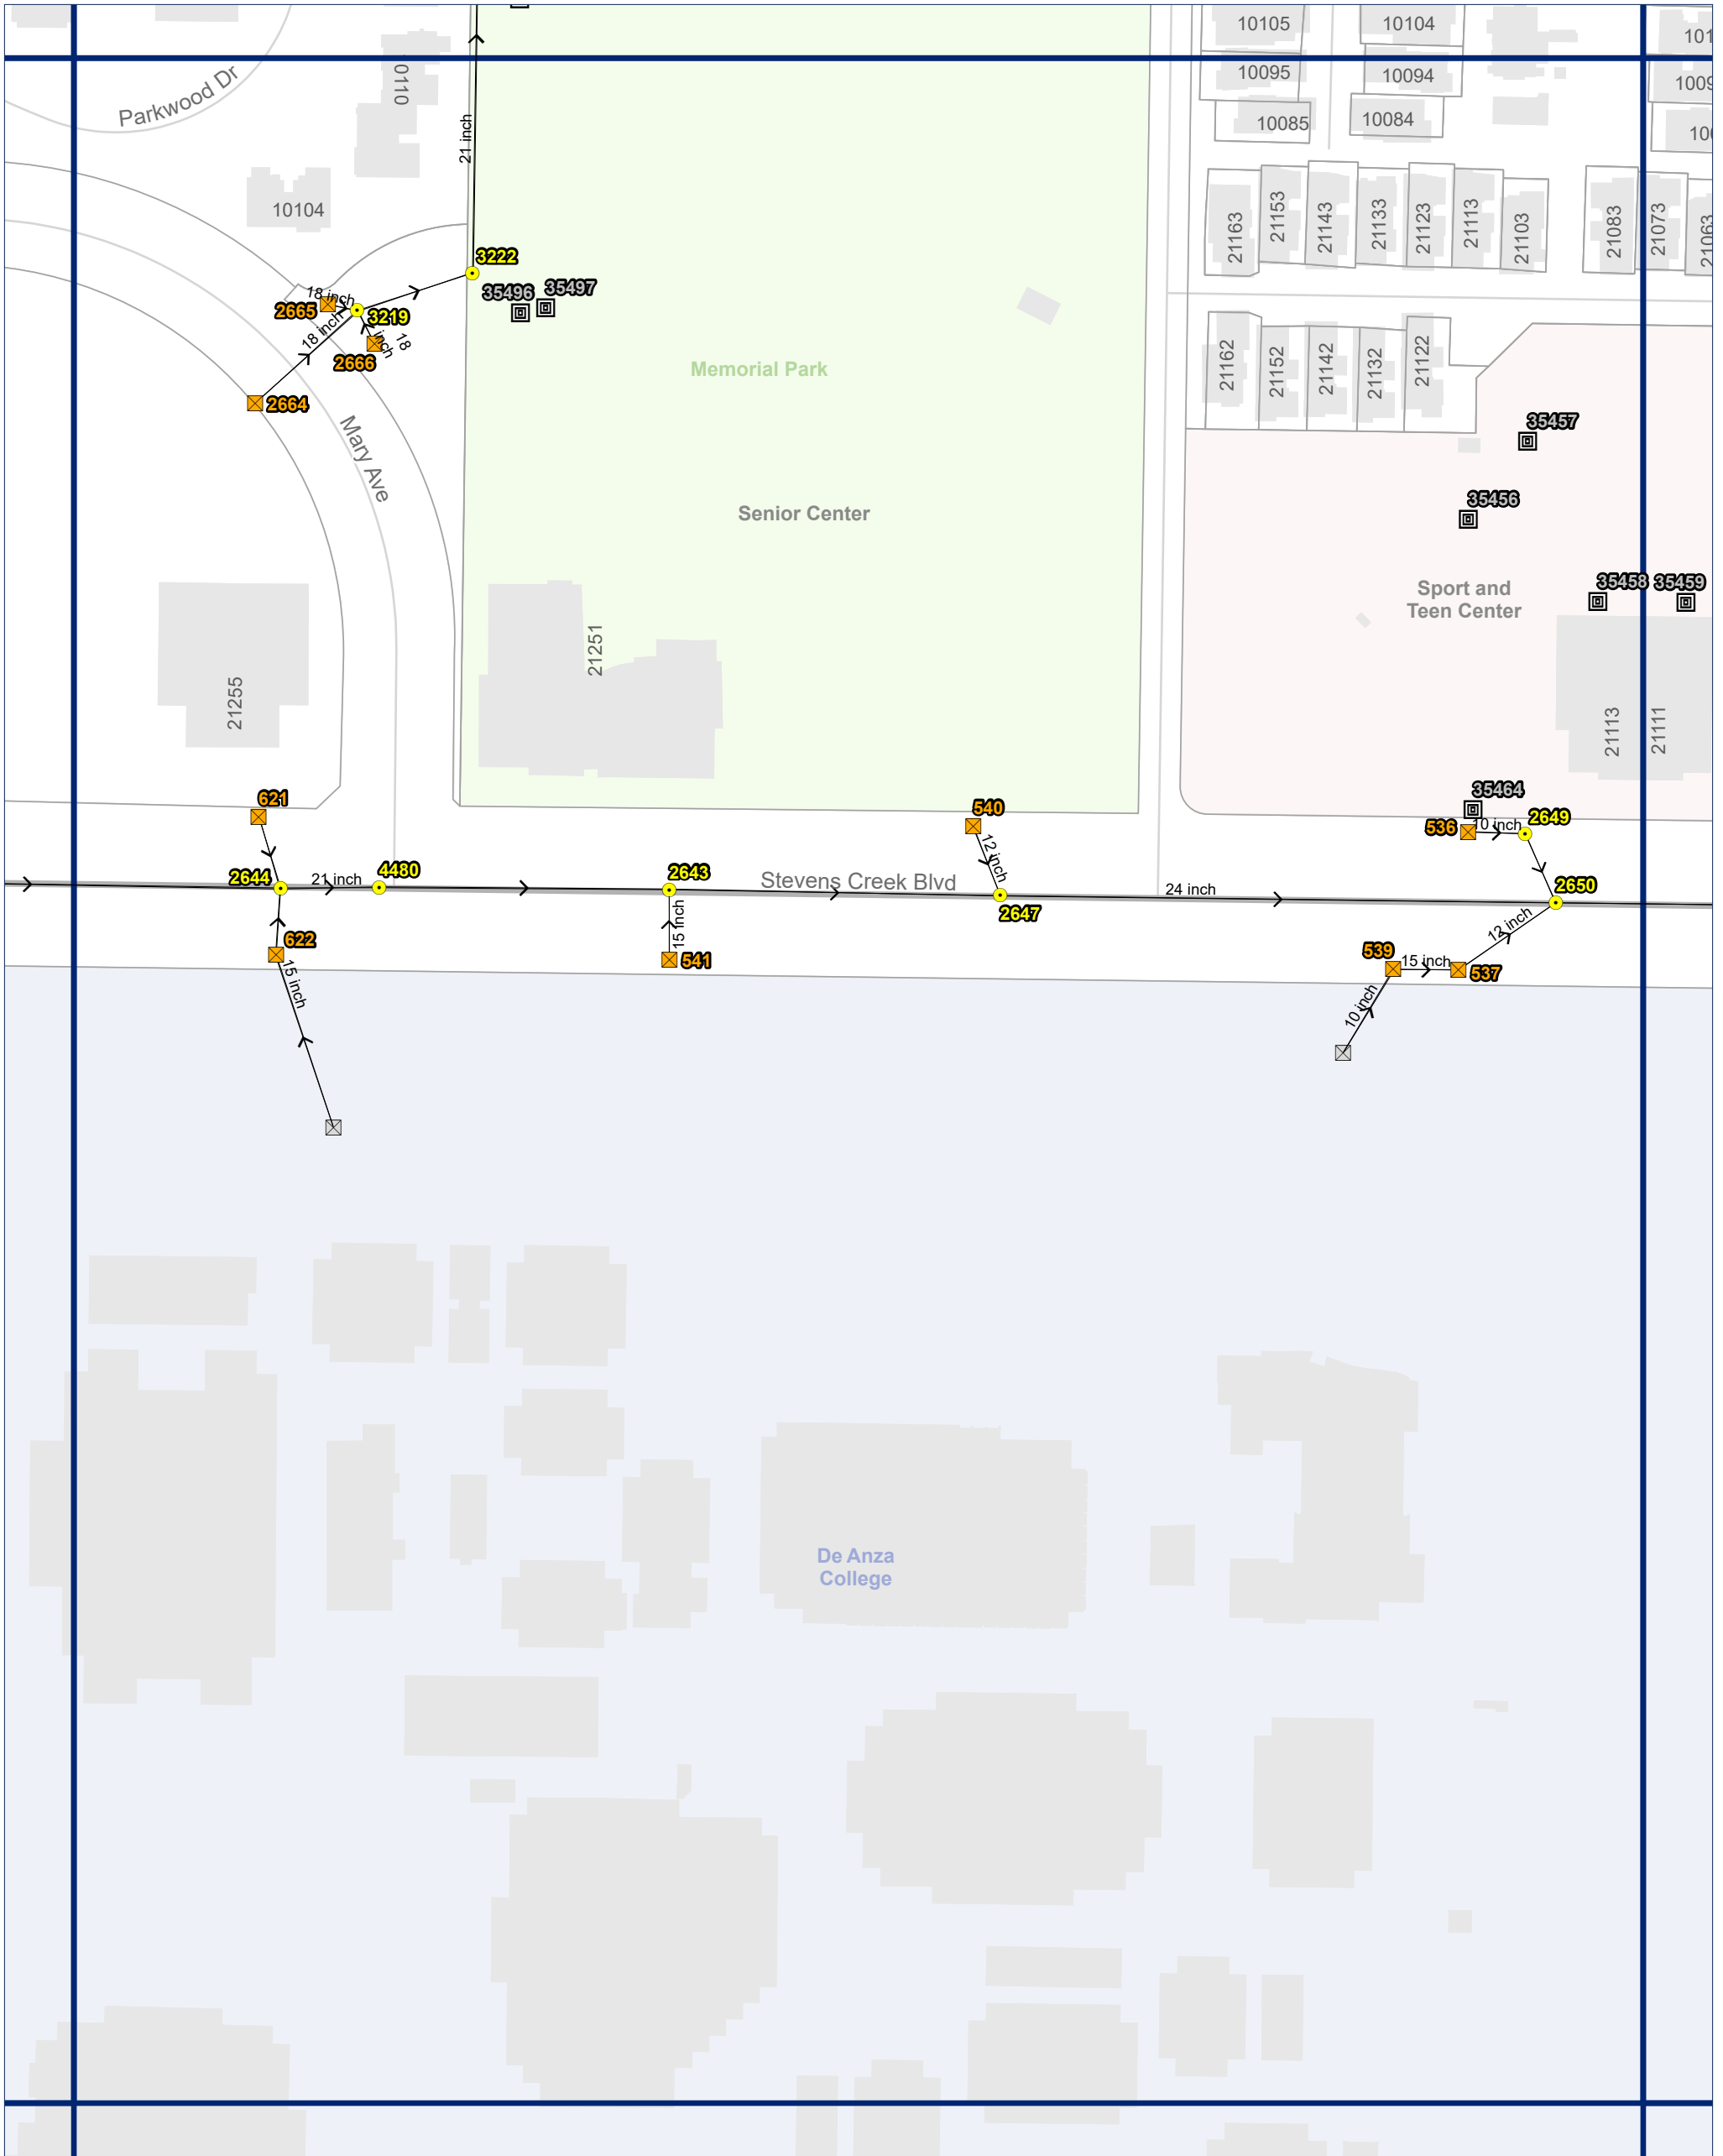 10105
10104
101
10095
10094
1009
10085
10084
100
Parkwood Dr
0110
21 inch
10104
21163
21153
21143
21133
21123
21113
21103
21083
21073
21063
3222
35496
35497
18 inch
2665
3219
18 inch
18 inch
2666
2664
Mary Ave
Memorial Park
21162
21152
21142
21132
21122
35457
35456
Senior Center
35458
35459
Sport and
Teen Center
21255
21251
21113
21111
621
540
35464
536
10 inch
2649
12 inch
2644
21 inch
4480
2643
Stevens Creek Blvd
2647
24 inch
2650
622
15 inch
15 inch
541
12 inch
539
15 inch
537
10 inch
De Anza
College